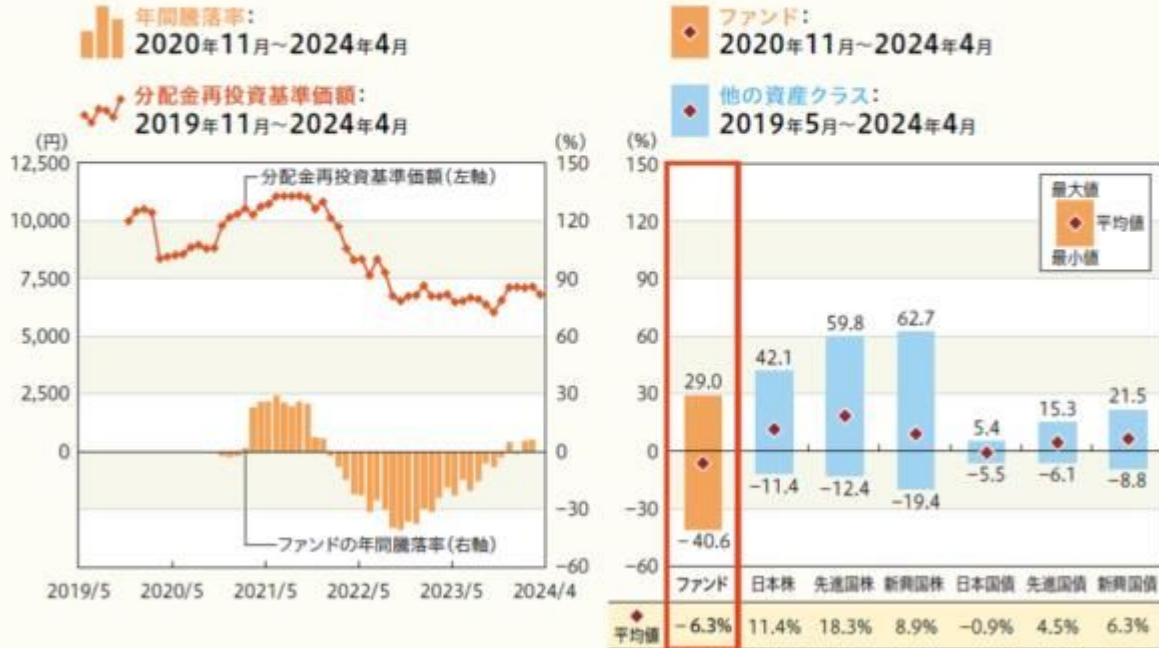 年間騰落率：
2020年11月～2024年4月
分配金再投資基準価額：
2019年11月～2024年4月
ファンド：
2020年11月～2024年4月
他の資産クラス：
2019年5月～2024年4月
(円)
(%)
12,500
10,000
7,500
5,000
2,500
0
150
120
90
60
30
0
−30
−60
分配金再投資基準価額(左軸)
ファンドの年間騰落率(右軸)
2019/5 2020/5 2021/5 2022/5 2023/5 2024/4
(%)
150
120
90
60
30
0
−30
−60
最大値
平均値
最小値
29.0 42.1 59.8 62.7 5.4 15.3 21.5
−40.6 −11.4 −12.4 −19.4 −5.5 −6.1 −8.8
ファンド 日本株 先進国株 新興国株 日本国債 先進国債 新興国債
平均値 −6.3% 11.4% 18.3% 8.9% −0.9% 4.5% 6.3%